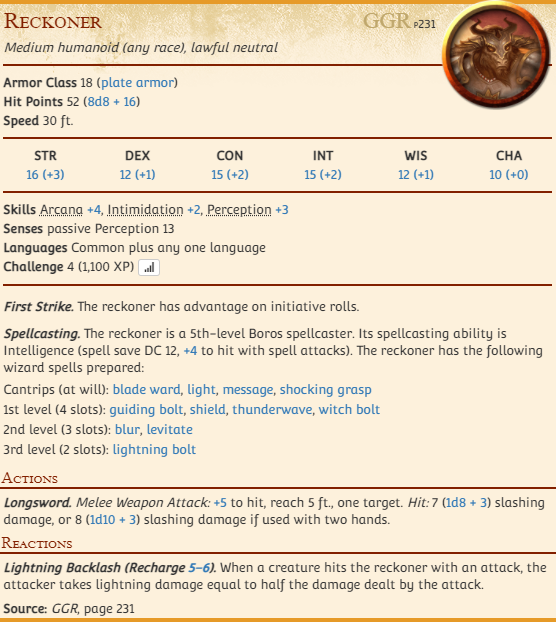 Reckoner GGR p231
Medium humanoid (any race), lawful neutral
Armor Class 18 (plate armor)
Hit Points 52 (8d8 + 16)
Speed 30 ft.
STR DEX CON INT WIS CHA
16 (+3) 12 (+1) 15 (+2) 15 (+2) 12 (+1) 10 (+0)
Skills Arcana +4, Intimidation +2, Perception +3
Senses passive Perception 13
Languages Common plus any one language
Challenge 4 (1,100 XP)
First Strike. The reckoner has advantage on initiative rolls.
Spellcasting. The reckoner is a 5th-level Boros spellcaster. Its spellcasting ability is
Intelligence (spell save DC 12, +4 to hit with spell attacks). The reckoner has the following
wizard spells prepared:
Cantrips (at will): blade ward, light, message, shocking grasp
1st level (4 slots): guiding bolt, shield, thunderwave, witch bolt
2nd level (3 slots): blur, levitate
3rd level (2 slots): lightning bolt
Actions
Longsword. Melee Weapon Attack: +5 to hit, reach 5 ft., one target. Hit: 7 (1d8 + 3) slashing
damage, or 8 (1d10 + 3) slashing damage if used with two hands.
Reactions
Lightning Backlash (Recharge 5–6). When a creature hits the reckoner with an attack, the
attacker takes lightning damage equal to half the damage dealt by the attack.
Source: GGR, page 231